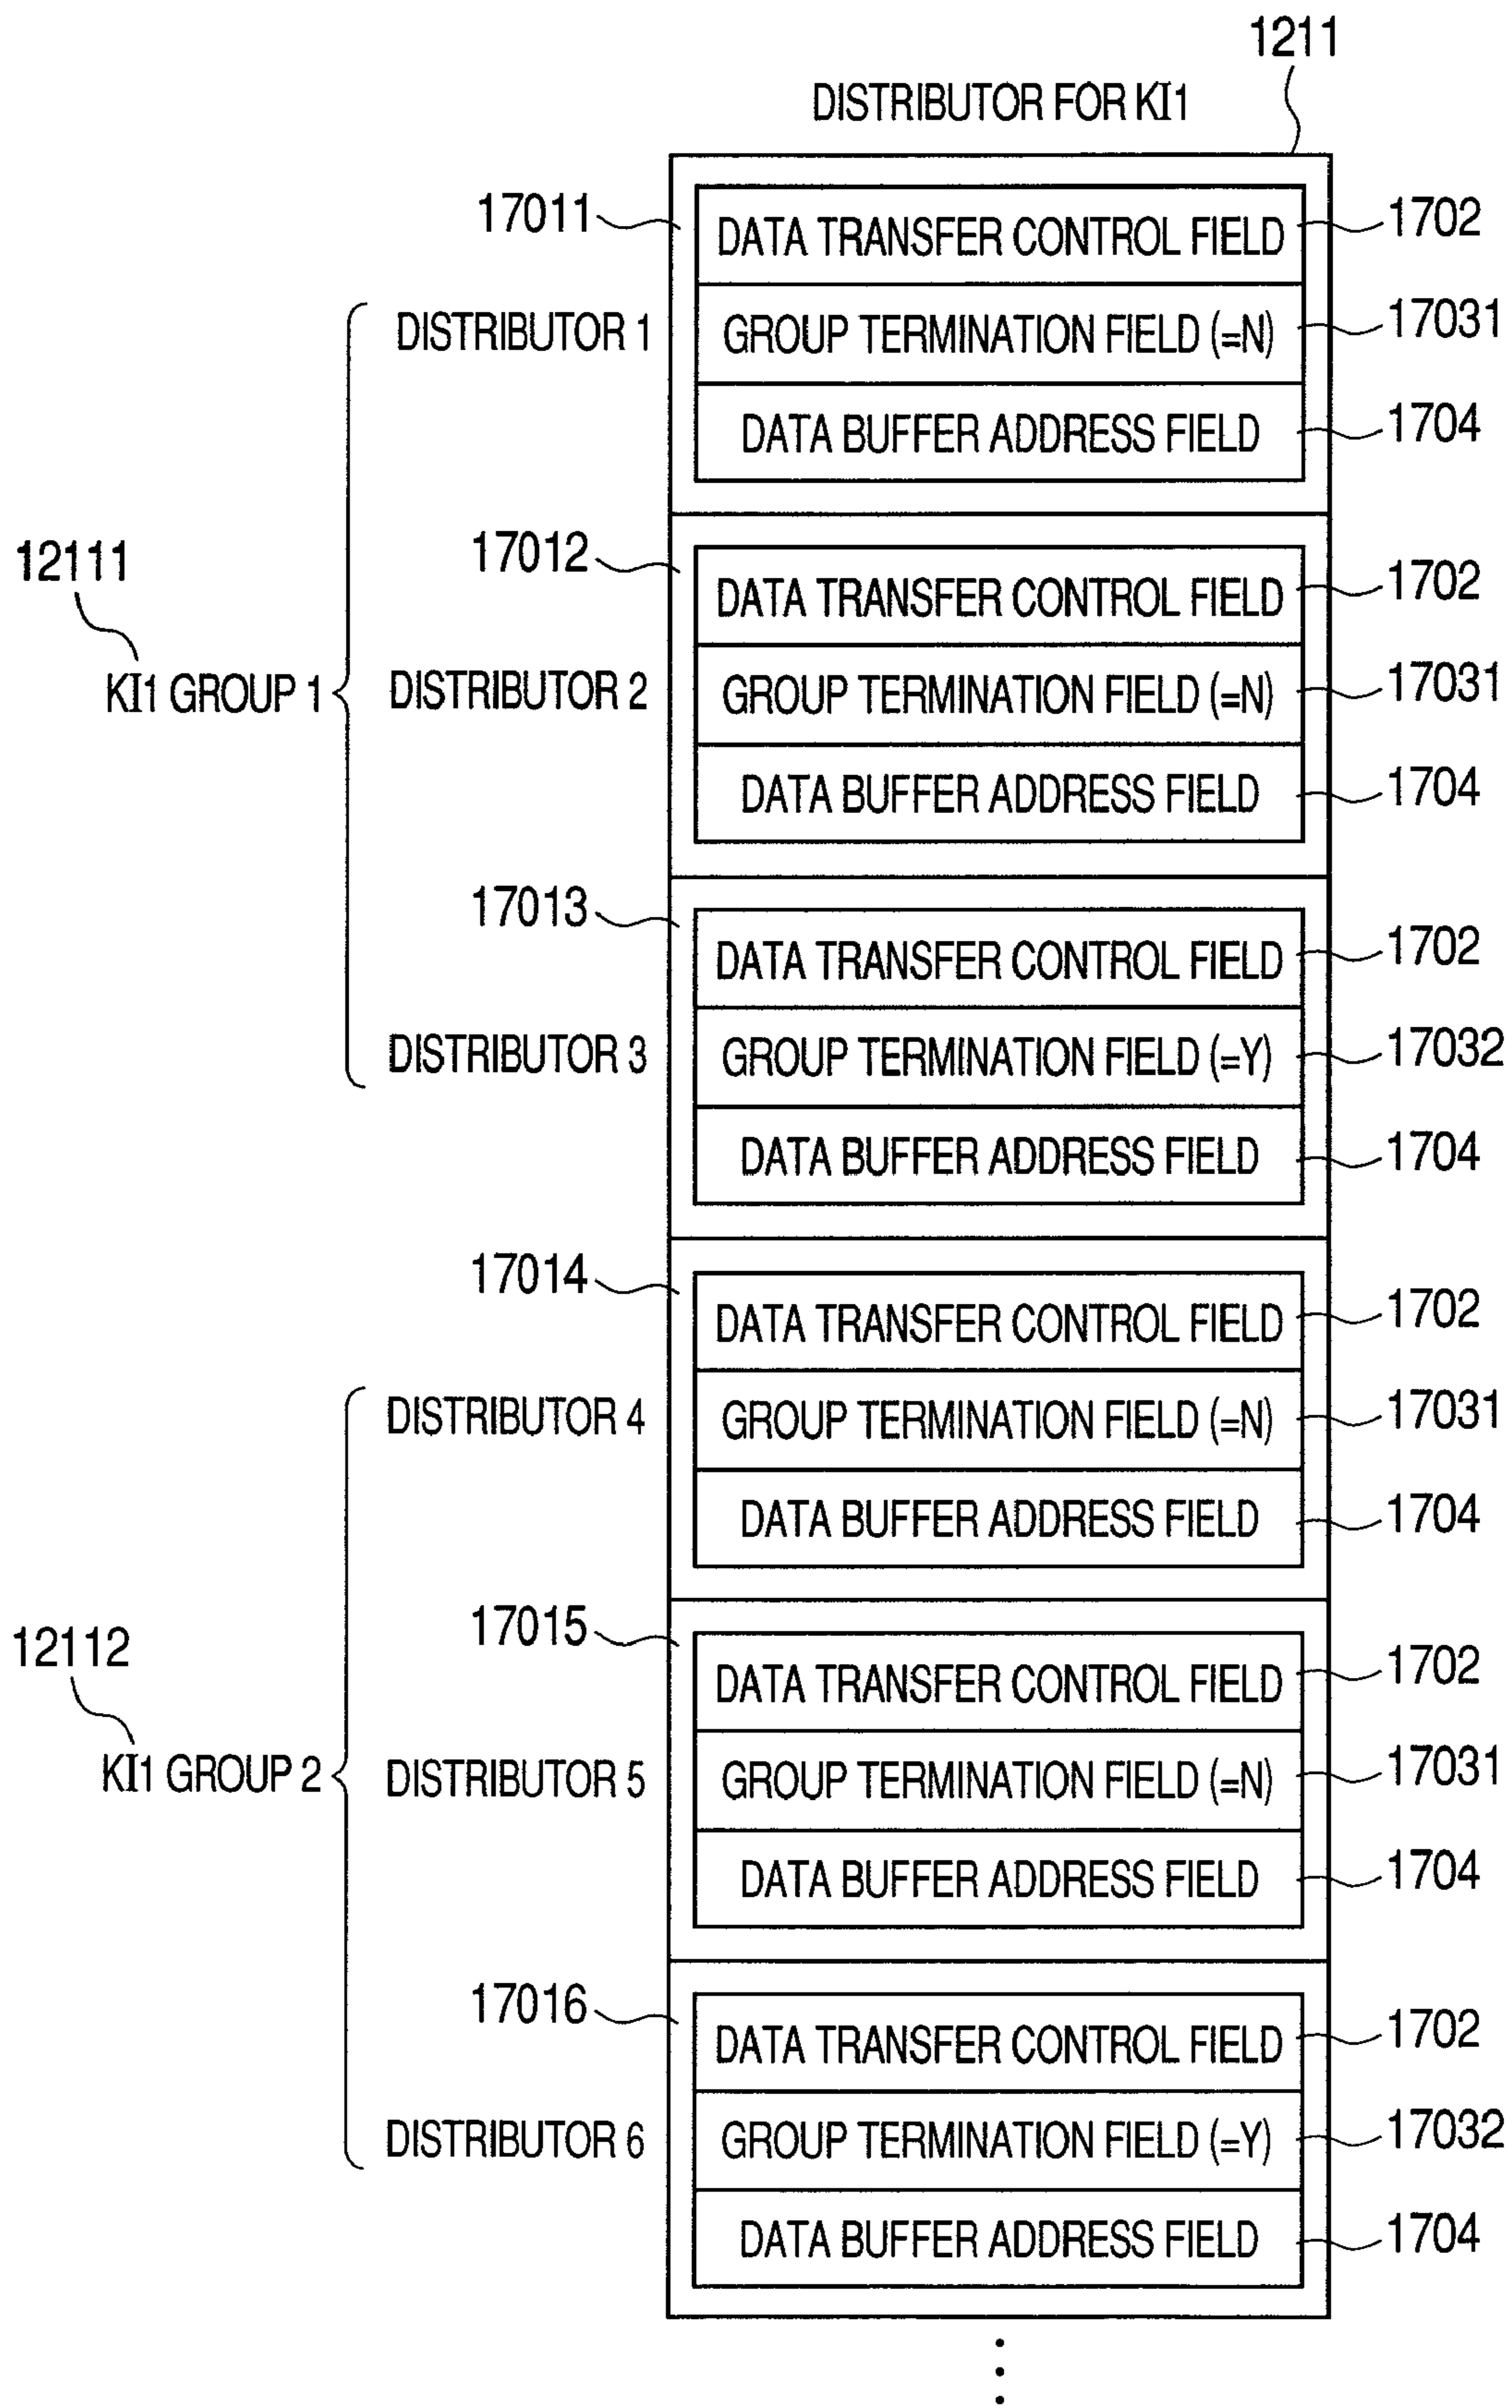 1211
DISTRIBUTOR FOR KI1
17011
DATA TRANSFER CONTROL FIELD
1702
DISTRIBUTOR 1
GROUP TERMINATION FIELD (=N)
17031
DATA BUFFER ADDRESS FIELD
1704
17012
DATA TRANSFER CONTROL FIELD
1702
12111
KI1 GROUP 1
DISTRIBUTOR 2
GROUP TERMINATION FIELD (=N)
17031
DATA BUFFER ADDRESS FIELD
1704
17013
DATA TRANSFER CONTROL FIELD
1702
DISTRIBUTOR 3
GROUP TERMINATION FIELD (=Y)
17032
DATA BUFFER ADDRESS FIELD
1704
17014
DATA TRANSFER CONTROL FIELD
1702
DISTRIBUTOR 4
GROUP TERMINATION FIELD (=N)
17031
DATA BUFFER ADDRESS FIELD
1704
17015
DATA TRANSFER CONTROL FIELD
1702
12112
KI1 GROUP 2
DISTRIBUTOR 5
GROUP TERMINATION FIELD (=N)
17031
DATA BUFFER ADDRESS FIELD
1704
17016
DATA TRANSFER CONTROL FIELD
1702
DISTRIBUTOR 6
GROUP TERMINATION FIELD (=Y)
17032
DATA BUFFER ADDRESS FIELD
1704